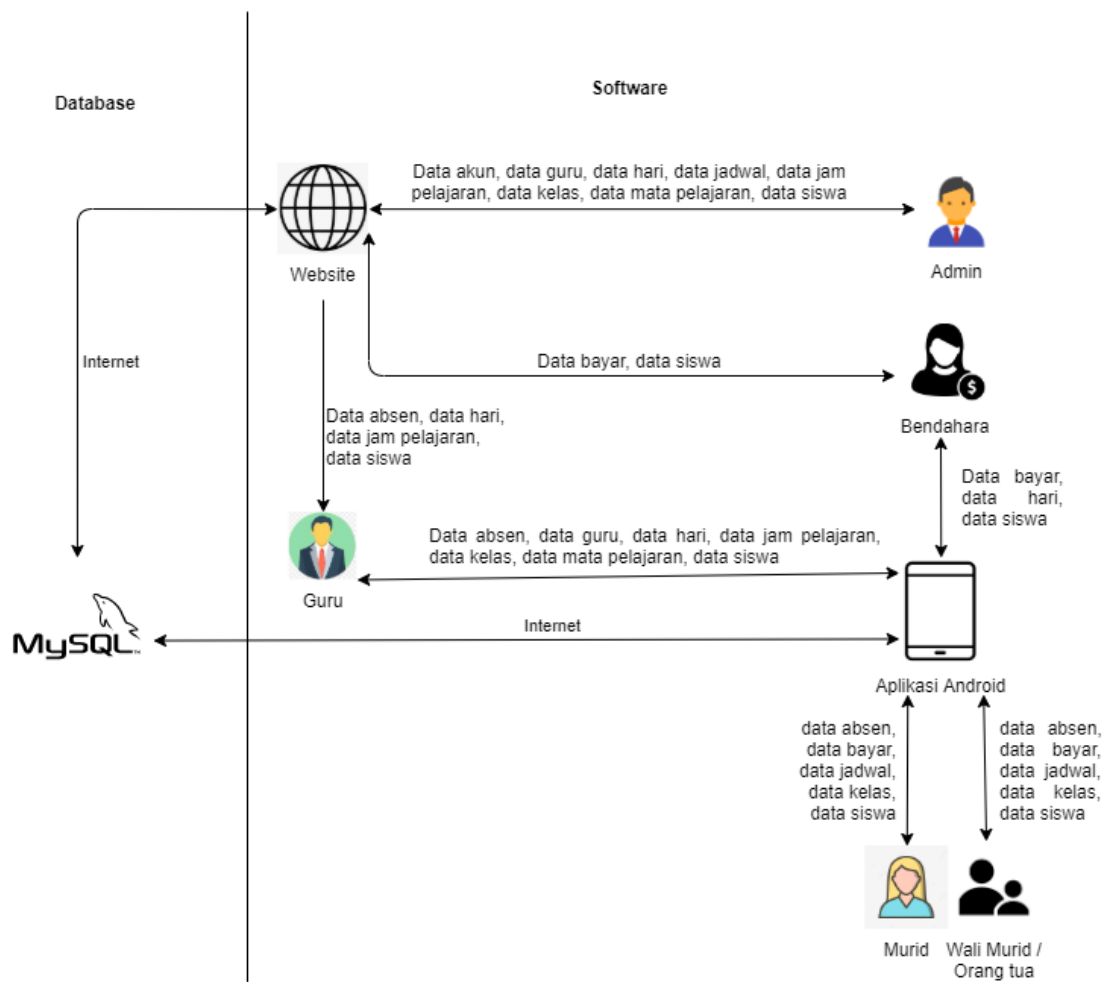 Database
Software
Data akun, data guru, data hari, data jadwal, data jam
pelajaran, data kelas, data mata pelajaran, data siswa
Website
Admin
Internet
Data bayar, data siswa
$
Bendahara
Data absen, data hari,
data jam pelajaran,
data siswa
Data bayar,
data hari,
data siswa
Data absen, data guru, data hari, data jam pelajaran,
data kelas, data mata pelajaran, data siswa
Guru
Internet
MySQL
Aplikasi Android
data absen,
data bayar,
data jadwal,
data kelas,
data siswa
data absen,
data bayar,
data jadwal,
data kelas,
data siswa
Murid
Wali Murid /
Orang tua